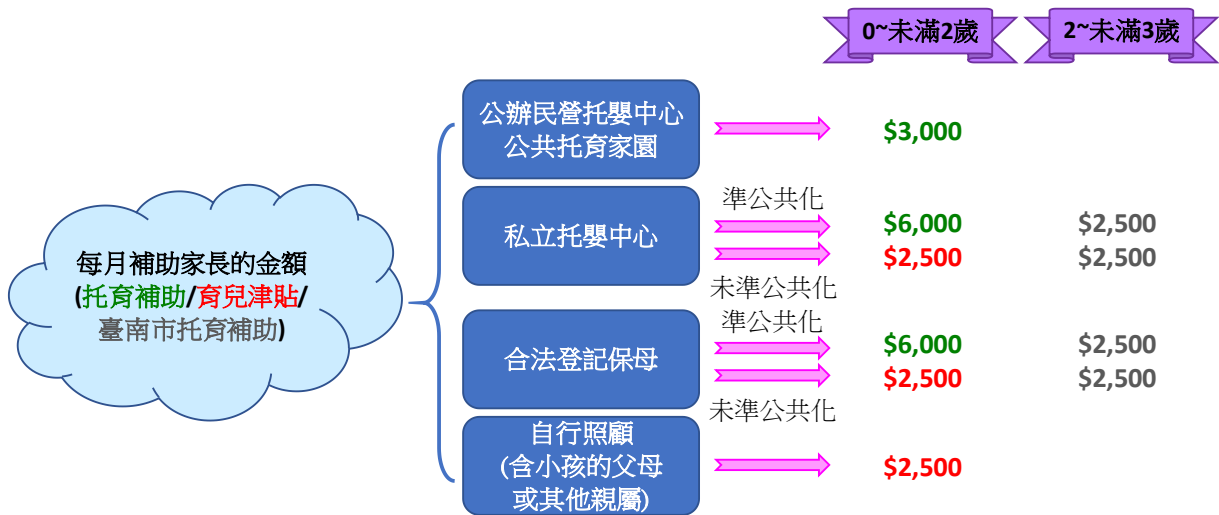 0~未滿2歲
2~未滿3歲
公辦民營托嬰中心
公共托育家園
$3,000
每月補助家長的金額
(托育補助/育兒津貼/
臺南市托育補助)
私立托嬰中心
準公共化
$6,000
$2,500
$2,500
$2,500
未準公共化
合法登記保母
準公共化
$6,000
$2,500
$2,500
$2,500
未準公共化
自行照顧
(含小孩的父母
或其他親屬)
$2,500